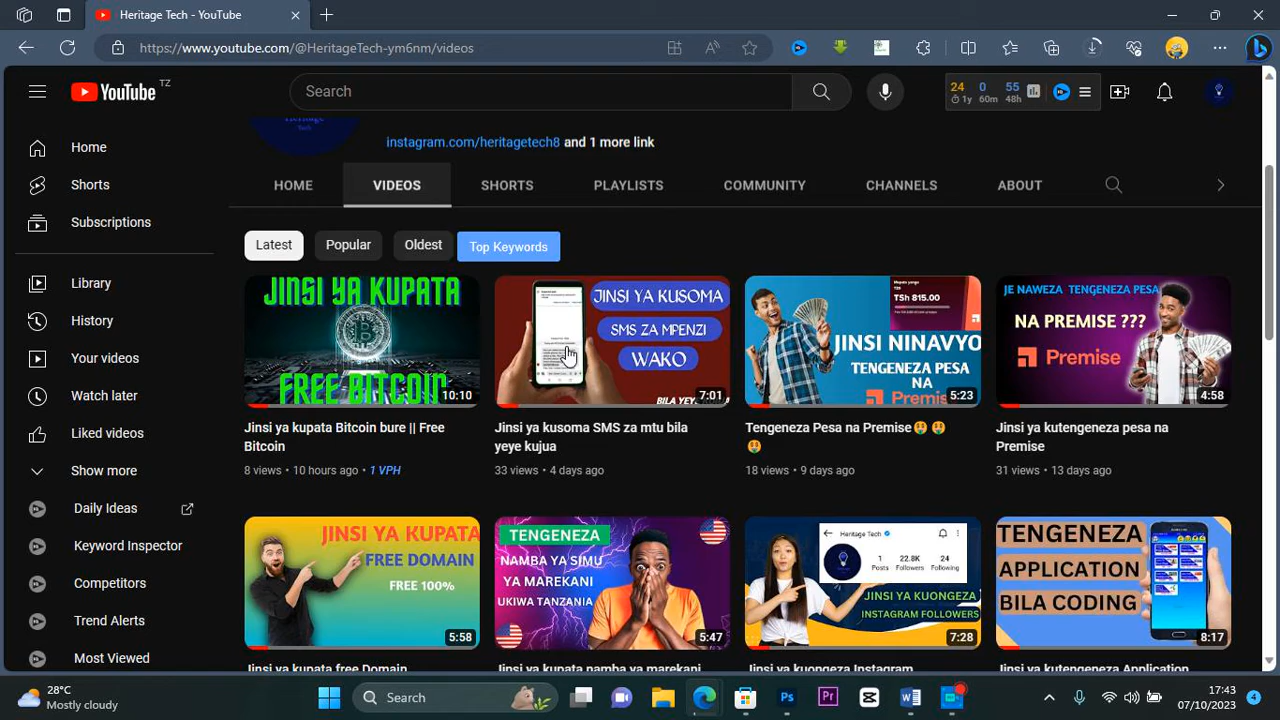 Heritage Tech - YouTube
https://www.youtube.com/@HeritageTech-ym6nm/videos
YouTube TZ
Search
24 0 55
1y 60m 48h
Heritage
Tech
instagram.com/heritagetech8 and 1 more link
HOME VIDEOS SHORTS PLAYLISTS COMMUNITY CHANNELS ABOUT
Latest Popular Oldest Top Keywords
Home
Shorts
Subscriptions
Library
History
Your videos
Watch later
Liked videos
Show more
Daily Ideas
Keyword Inspector
Competitors
Trend Alerts
Most Viewed
JINSI YA KUPATA
FREE BITCOIN
10:10
Jinsi ya kupata Bitcoin bure || Free
Bitcoin
8 views • 10 hours ago • 1 VPH
JINSI YA KUSOMA
SMS ZA MPENZI
WAKO
7:01
Jinsi ya kusoma SMS za mtu bila
yeye kujua
33 views • 4 days ago
TSh 815.00
JINSI NINAVYO
TENGENEZA PESA
NA
Premis
5:23
Tengeneza Pesa na Premise🤑🤑
🤑
18 views • 9 days ago
JE NAWEZA TENGENEZA PESA
NA PREMISE ???
Premise
4:58
Jinsi ya kutengeneza pesa na
Premise
31 views • 13 days ago
JINSI YA KUPATA
FREE DOMAIN
FREE 100%
5:58
Jinsi ya kupata free Domain
TENGENEZA
NAMBA YA SIMU
YA MAREKANI
UKIWA TANZANIA
5:47
Jinsi ya kupata namba ya marekani
Heritage Tech
1 22.8K 24
Posts Followers Following
JINSI YA KUONGEZA
INSTAGRAM FOLLOWERS
7:28
Jinsi ya kuongeza Instagram
TENGENEZA
APPLICATION
BILA CODING
8:17
Jinsi ya kutengeneza Application
28°C
Mostly cloudy
Search
17:43
07/10/2023
4